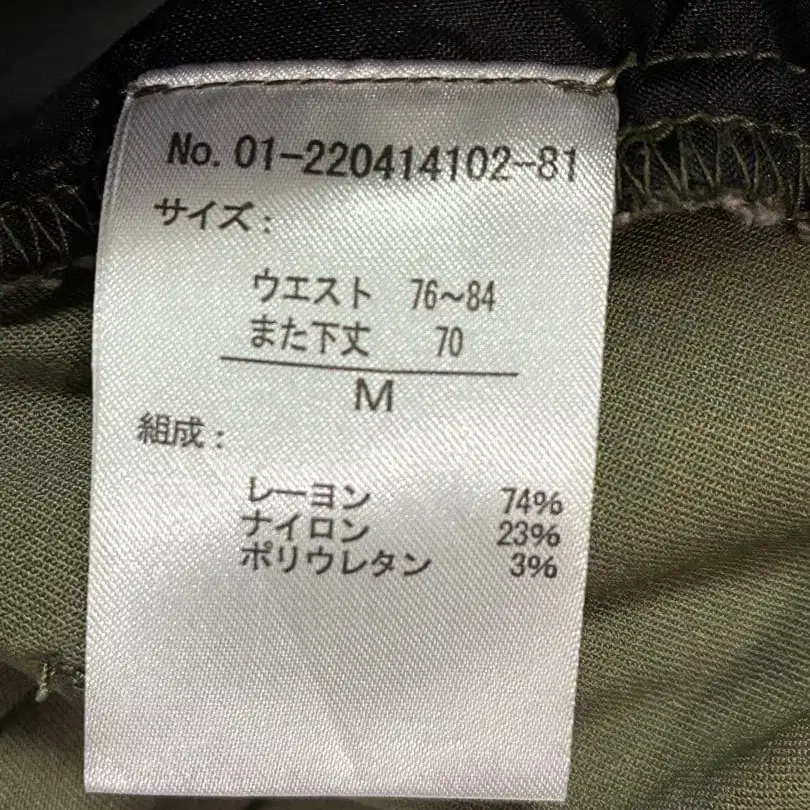 No. 01-220414102-81
サイズ：
ウエスト 76～84
また下丈 70
M
組成：
レーヨン 74%
ナイロン 23%
ポリウレタン 3%